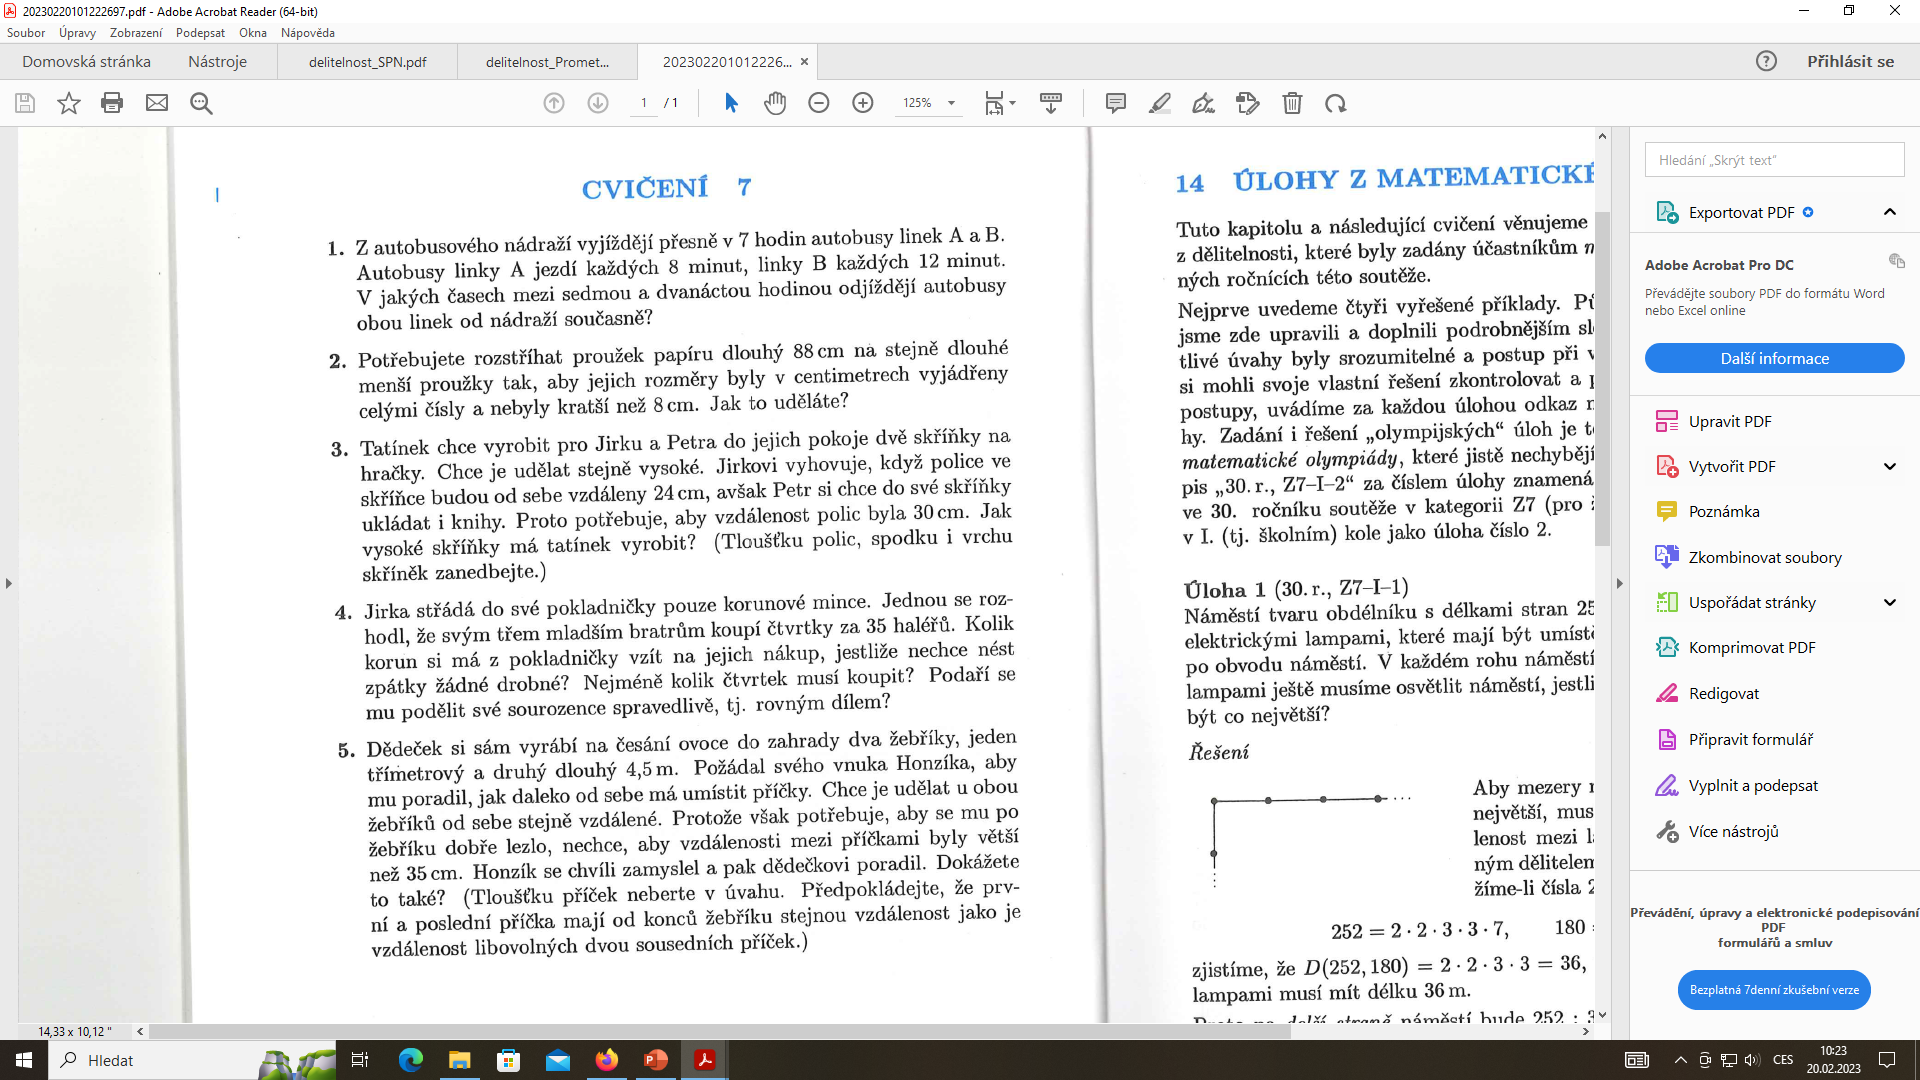 20230220101222697.pdf - Adobe Acrobat Reader (64-bit)
Soubor Úpravy Zobrazení Podepsat Okna Nápověda
Domovská stránka Nástroje delitelnost_SPN.pdf delitelnost_Promet... 202302201012226...
Přihlásit se
1 / 1 125%
CVIČENÍ 7
1. Z autobusového nádraží vyjíždějí přesně v 7 hodin autobusy linek A a B.
Autobusy linky A jezdí každých 8 minut, linky B každých 12 minut.
V jakých časech mezi sedmou a dvanáctou hodinou odjíždějí autobusy
obou linek od nádraží současně?
2. Potřebujete rozstříhat proužek papíru dlouhý 88 cm na stejně dlouhé
menší proužky tak, aby jejich rozměry byly v centimetrech vyjádřeny
celými čísly a nebyly kratší než 8 cm. Jak to uděláte?
3. Tatínek chce vyrobit pro Jirku a Petra do jejich pokoje dvě skříňky na
hračky. Chce je udělat stejně vysoké. Jirkovi vyhovuje, když police ve
skříňce budou od sebe vzdáleny 24 cm, avšak Petr si chce do své skříňky
ukládat i knihy. Proto potřebuje, aby vzdálenost polic byla 30 cm. Jak
vysoké skříňky má tatínek vyrobit? (Tloušťku polic, spodku i vrchu
skříněk zanedbejte.)
4. Jirka střádá do své pokladničky pouze korunové mince. Jednou se roz-
hodl, že svým třem mladším bratrům koupí čtvrtky za 35 haléřů. Kolik
korun si má z pokladničky vzít na jejich nákup, jestliže nechce nést
zpátky žádné drobné? Nejméně kolik čtvrtek musí koupit? Podaří se
mu podělit své sourozence spravedlivě, tj. rovným dílem?
5. Dědeček si sám vyrábí na česání ovoce do zahrady dva žebříky, jeden
třímetrový a druhý dlouhý 4,5 m. Požádal svého vnuka Honzíka, aby
mu poradil, jak daleko od sebe má umístit příčky. Chce je udělat u obou
žebříků od sebe stejně vzdálené. Protože však potřebuje, aby se mu po
žebříku dobře lezlo, nechce, aby vzdálenosti mezi příčkami byly větší
než 35 cm. Honzík se chvíli zamyslel a pak dědečkovi poradil. Dokážete
to také? (Tloušťku příček neberte v úvahu. Předpokládejte, že prv-
ní a poslední příčka mají od konců žebříku stejnou vzdálenost jako je
vzdálenost libovolných dvou sousedních příček.)
14 ÚLOHY Z MATEMATICKÉ
Tuto kapitolu a následující cvičení věnujeme
z dělitelnosti, které byly zadány účastníkům
ných ročnících této soutěže.
Nejprve uvedeme čtyři vyřešené příklady.
jsme zde upravili a doplnili podrobnějším
tlivé úvahy byly srozumitelné a postup při
si mohli svoje vlastní řešení zkontrolovat a
postupy, uvádíme za každou úlohou odkaz
hy. Zadání i řešení „olympijských“ úloh je
matematické olympiády, které jistě nechybějí
pis „30. r., Z7–I–2“ za číslem úlohy znamená
ve 30. ročníku soutěže v kategorii Z7 (pro
v I. (tj. školním) kole jako úloha číslo 2.
Úloha 1 (30. r., Z7–I–1)
Náměstí tvaru obdélníku s délkami stran 25
elektrickými lampami, které mají být
po obvodu náměstí. V každém rohu náměstí
lampami ještě musíme osvětlit náměstí,
být co největší?
Řešení
Aby mezery
největší, mus
lenost mezi
ným dělitelem
žíme-li čísla 2
252 = 2 · 2 · 3 · 3 · 7, 180 =
zjistíme, že D(252, 180) = 2 · 2 · 3 · 3 = 36,
lampami musí mít délku 36 m.
Proto na další straně náměstí bude 252 : 3
14,33 x 10,12 "
Hledání „Skrýt text“
Exportovat PDF
Adobe Acrobat Pro DC
Převádějte soubory PDF do formátu Word
nebo Excel online
Další informace
Upravit PDF
Vytvořit PDF
Poznámka
Zkombinovat soubory
Uspořádat stránky
Komprimovat PDF
Redigovat
Připravit formulář
Vyplnit a podepsat
Více nástrojů
Převádění, úpravy a elektronické podepisování
PDF
formulářů a smluv
Bezplatná 7denní zkušební verze
Hledat
CES
10:23
20.02.2023